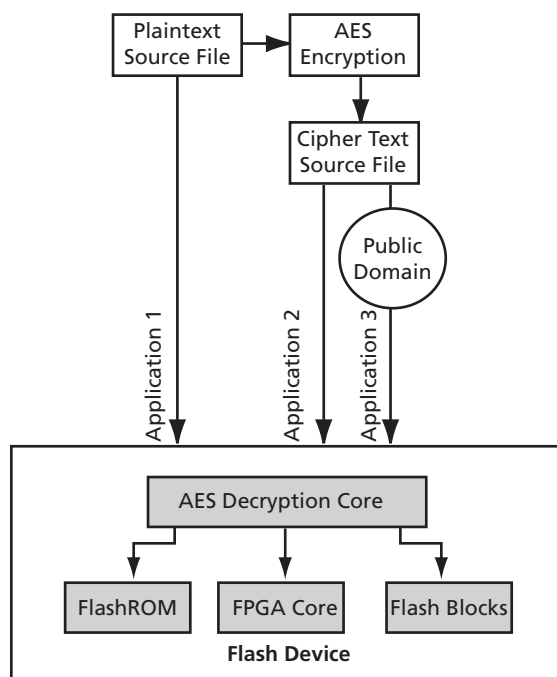 Plaintext
Source File
AES
Encryption
Cipher Text
Source File
Public
Domain
Application 1
Application 2
Application 3
AES Decryption Core
FlashROM
FPGA Core
Flash Blocks
Flash Device